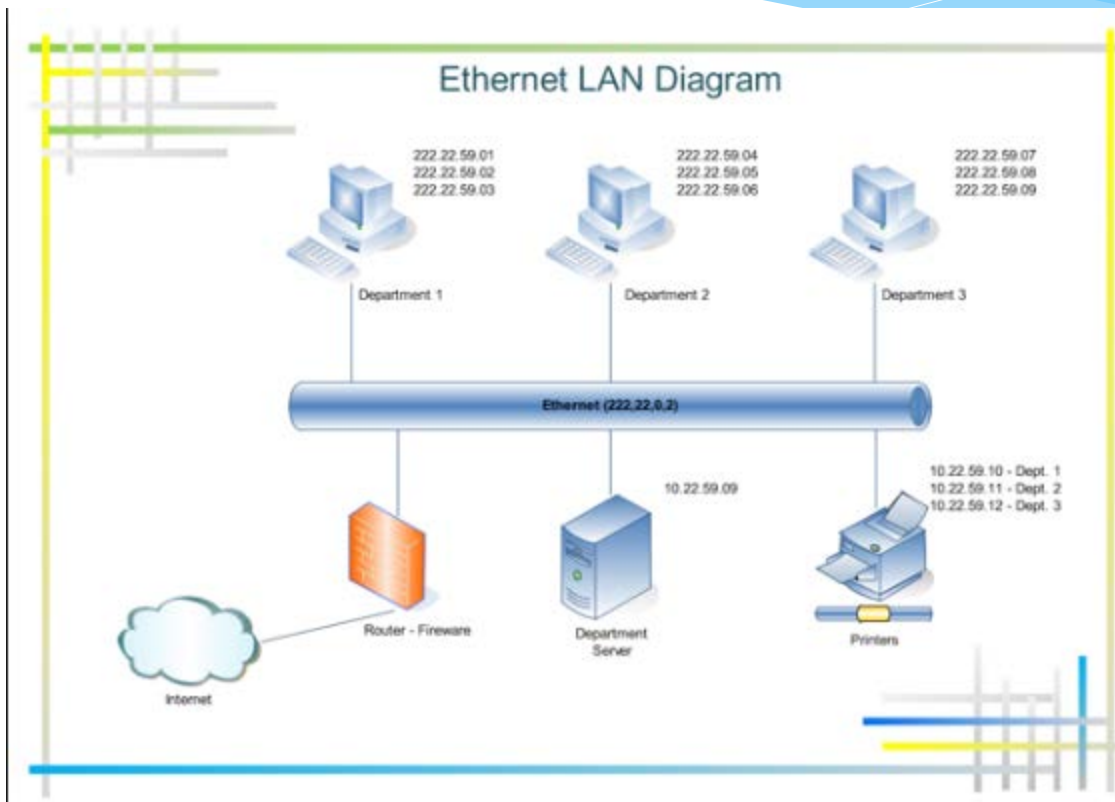 Ethernet LAN Diagram
222.22.59.01
222.22.59.02
222.22.59.03
222.22.59.04
222.22.59.05
222.22.59.06
222.22.59.07
222.22.59.08
222.22.59.09
Department 1
Department 2
Department 3
Ethernet (222,22,0,2)
10.22.59.09
10.22.59.10 - Dept. 1
10.22.59.11 - Dept. 2
10.22.59.12 - Dept. 3
Router - Fireware
Department
Server
Printers
Internet